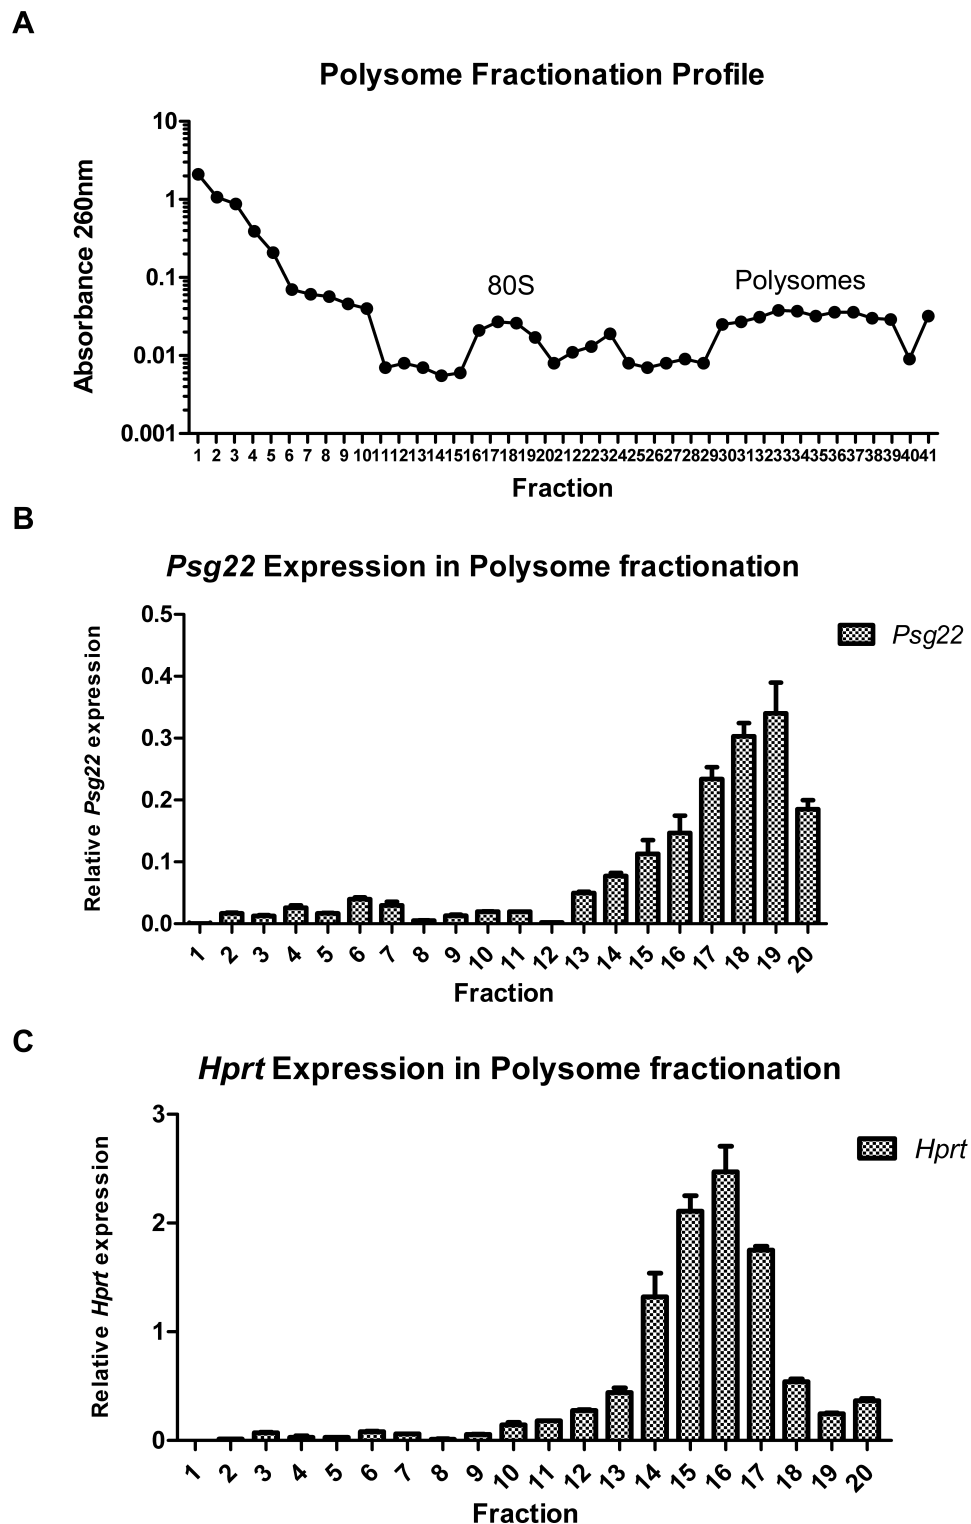 A
Polysome Fractionation Profile
Absorbance 260nm
10
1
0.1
0.01
0.001
80S
Polysomes
1 2 3 4 5 6 7 8 9 10 11 12 13 14 15 16 17 18 19 20 21 22 23 24 25 26 27 28 29 30 31 32 33 34 35 36 37 38 39 40 41
Fraction
B
Psg22 Expression in Polysome fractionation
Psg22
Relative Psg22 expression
0.5
0.4
0.3
0.2
0.1
0.0
1 2 3 4 5 6 7 8 9 10 11 12 13 14 15 16 17 18 19 20
Fraction
C
Hprt Expression in Polysome fractionation
Hprt
Relative Hprt expression
3
2
1
0
1 2 3 4 5 6 7 8 9 10 11 12 13 14 15 16 17 18 19 20
Fraction